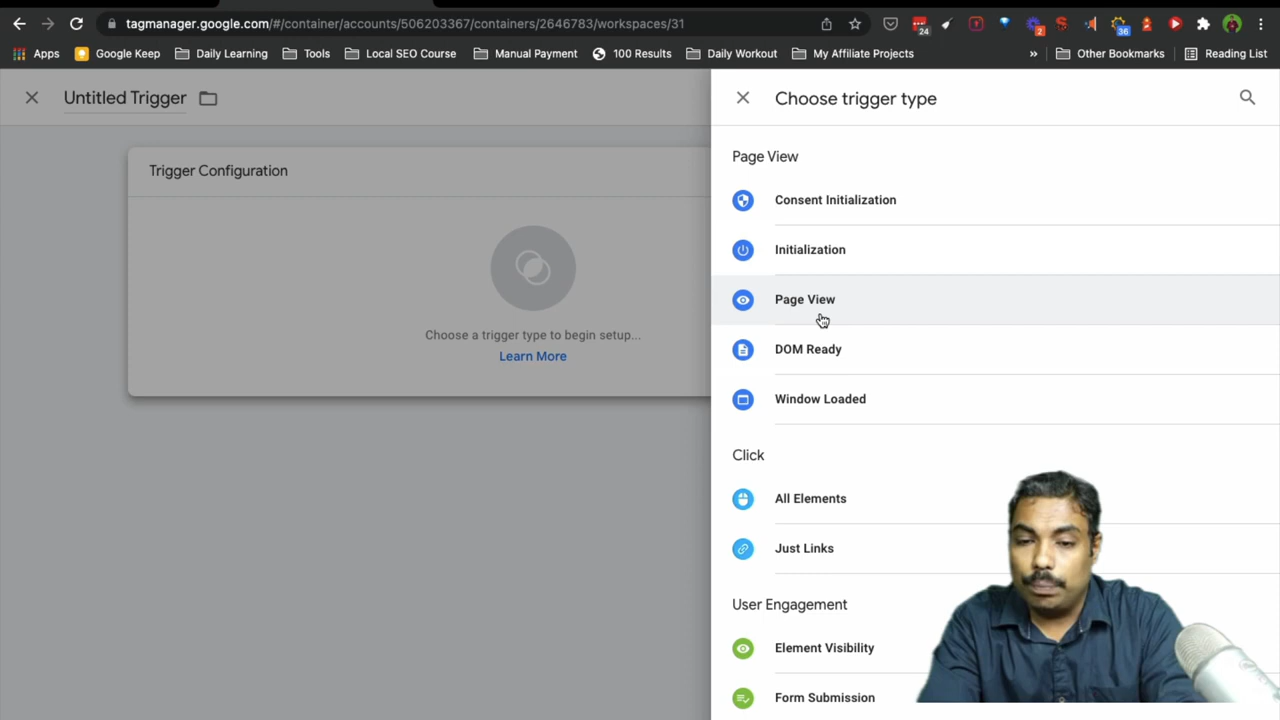 tagmanager.google.com/#/container/accounts/506203367/containers/2646783/workspaces/31
24
2
36
Apps
Google Keep
Daily Learning
Tools
Local SEO Course
Manual Payment
100 Results
Daily Workout
My Affiliate Projects
»
Other Bookmarks
Reading List
Untitled Trigger
Trigger Configuration
Choose a trigger type to begin setup...
Learn More
Choose trigger type
Page View
Consent Initialization
Initialization
Page View
DOM Ready
Window Loaded
Click
All Elements
Just Links
User Engagement
Element Visibility
Form Submission